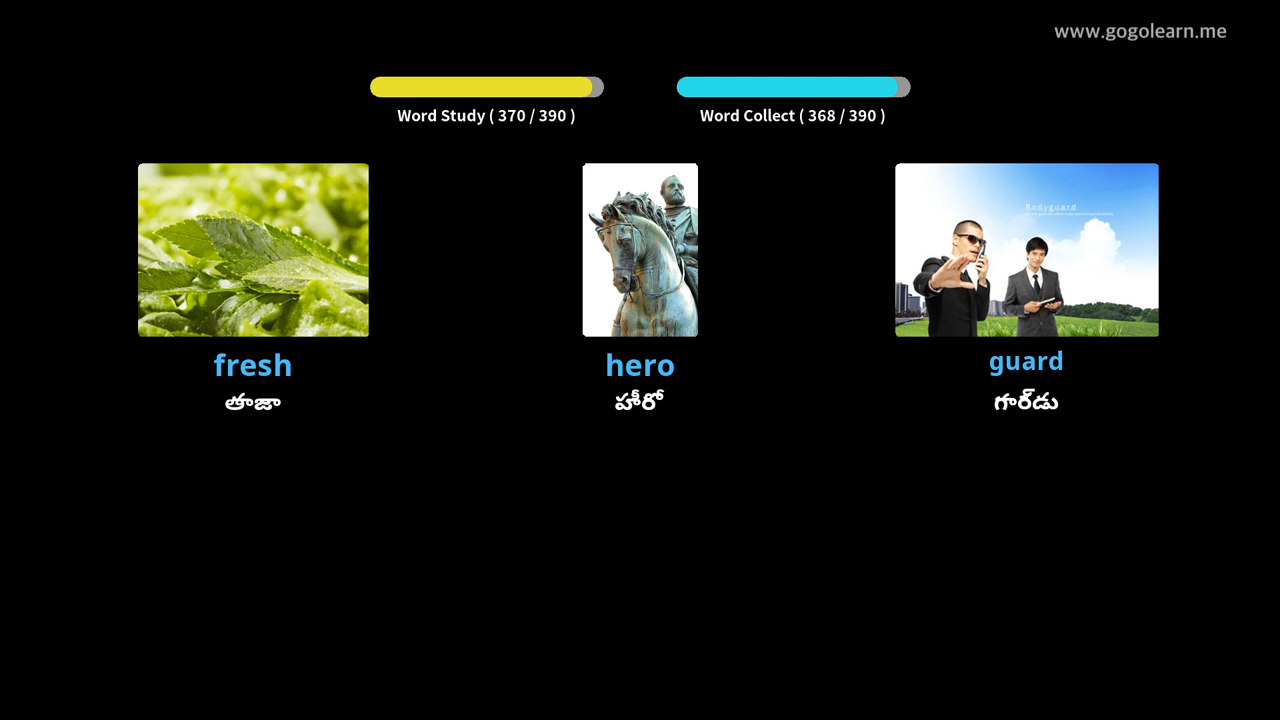 www.gogolearn.me
Word Study ( 370 / 390 )
Word Collect ( 368 / 390 )
Bodyguard
fresh
hero
guard
తాజా
హీరో
గార్డు